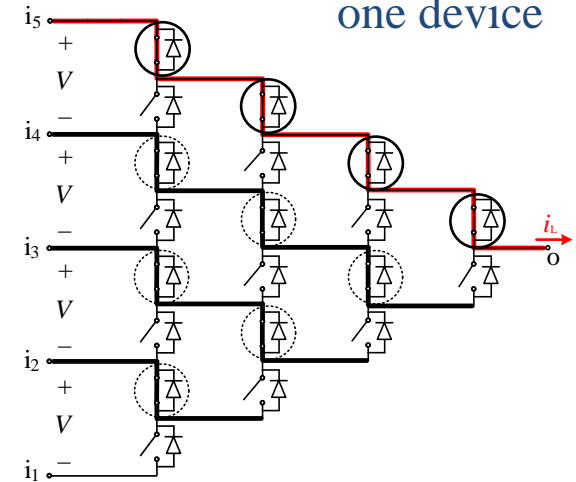 one device
i5
+
V
−
i4
+
V
−
i3
+
V
−
i2
+
V
−
i1
iL
o